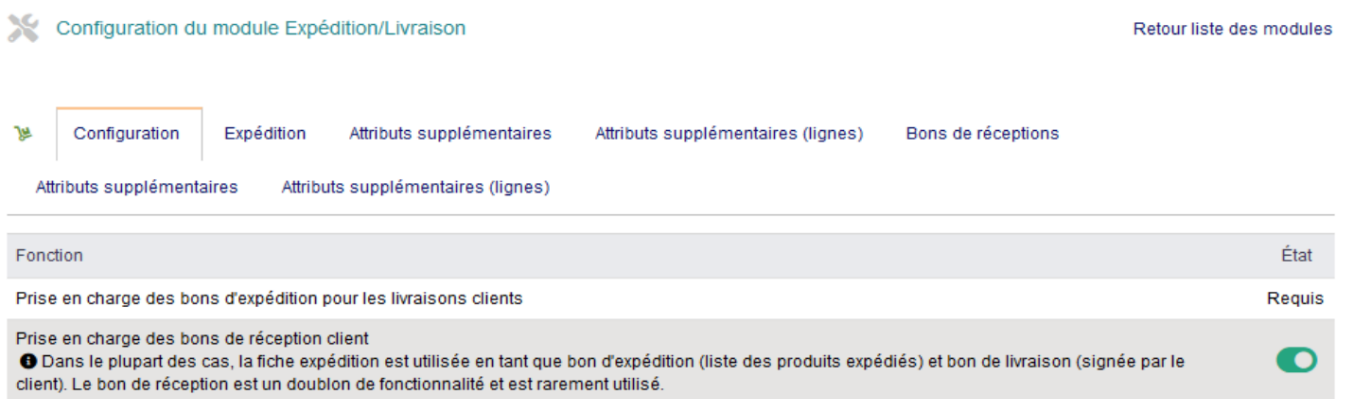 Configuration du module Expédition/Livraison
Retour liste des modules
Configuration
Expédition
Attributs supplémentaires
Attributs supplémentaires (lignes)
Bons de réceptions
Attributs supplémentaires
Attributs supplémentaires (lignes)
Fonction
État
Prise en charge des bons d'expédition pour les livraisons clients
Requis
Prise en charge des bons de réception client
Dans le plupart des cas, la fiche expédition est utilisée en tant que bon d'expédition (liste des produits expédiés) et bon de livraison (signée par le
client). Le bon de réception est un doublon de fonctionnalité et est rarement utilisé.